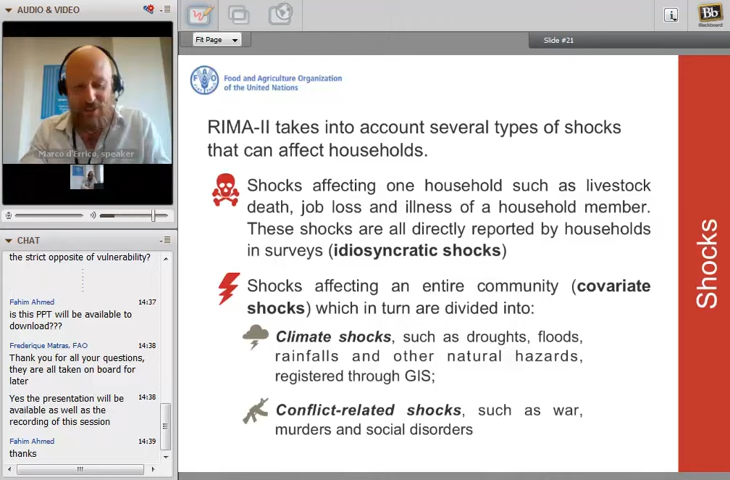 AUDIO & VIDEO
Marco d'Errico, speaker
CHAT
the strict opposite of vulnerability?
Fahim Ahmed 14:37
is this PPT will be available to
download???
Frederique Matras, FAO 14:38
Thank you for all your questions,
they are all taken on board for
later
Yes the presentation will be 14:38
available as well as the
recording of this session
Fahim Ahmed 14:39
thanks
Fit Page
Slide #21
Bb
Blackboard
FAO
Food and Agriculture Organization
of the United Nations
RIMA-II takes into account several types of shocks
that can affect households.
Shocks affecting one household such as livestock
death, job loss and illness of a household member.
These shocks are all directly reported by households
in surveys (idiosyncratic shocks)
Shocks affecting an entire community (covariate
shocks) which in turn are divided into:
Climate shocks, such as droughts, floods,
rainfalls and other natural hazards,
registered through GIS;
Conflict-related shocks, such as war,
murders and social disorders
Shocks